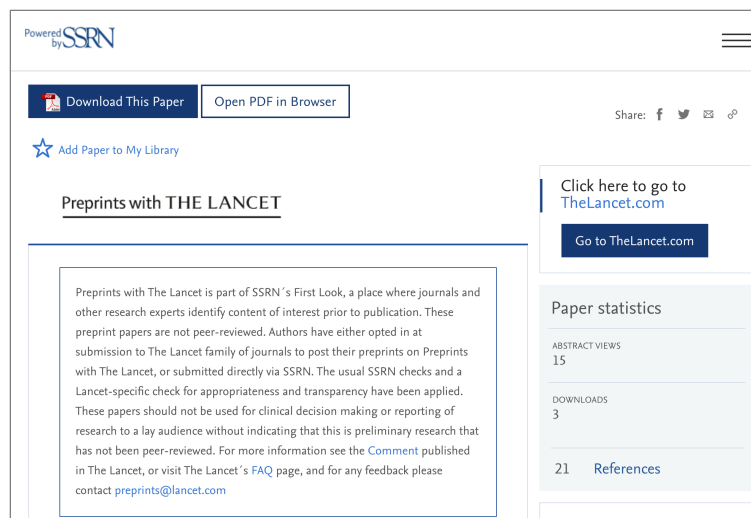 Powered
by SSRN
Download This Paper
Open PDF in Browser
Share:
Add Paper to My Library
Preprints with THE LANCET
Click here to go to
TheLancet.com
Go to TheLancet.com
Preprints with The Lancet is part of SSRN´s First Look, a place where journals and
other research experts identify content of interest prior to publication. These
preprint papers are not peer-reviewed. Authors have either opted in at
submission to The Lancet family of journals to post their preprints on Preprints
with The Lancet, or submitted directly via SSRN. The usual SSRN checks and a
Lancet-specific check for appropriateness and transparency have been applied.
These papers should not be used for clinical decision making or reporting of
research to a lay audience without indicating that this is preliminary research that
has not been peer-reviewed. For more information see the Comment published
in The Lancet, or visit The Lancet´s FAQ page, and for any feedback please
contact preprints@lancet.com
Paper statistics
ABSTRACT VIEWS
15
DOWNLOADS
3
21 References